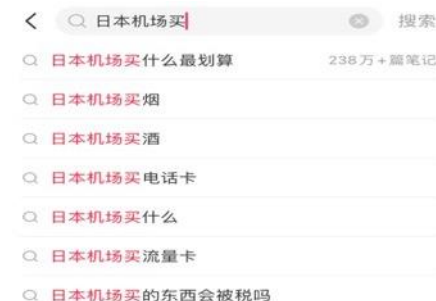 日本机场买 搜索
日本机场买什么最划算 238万+篇笔记
日本机场买烟
日本机场买酒
日本机场买电话卡
日本机场买什么
日本机场买流量卡
日本机场买的东西会被税吗